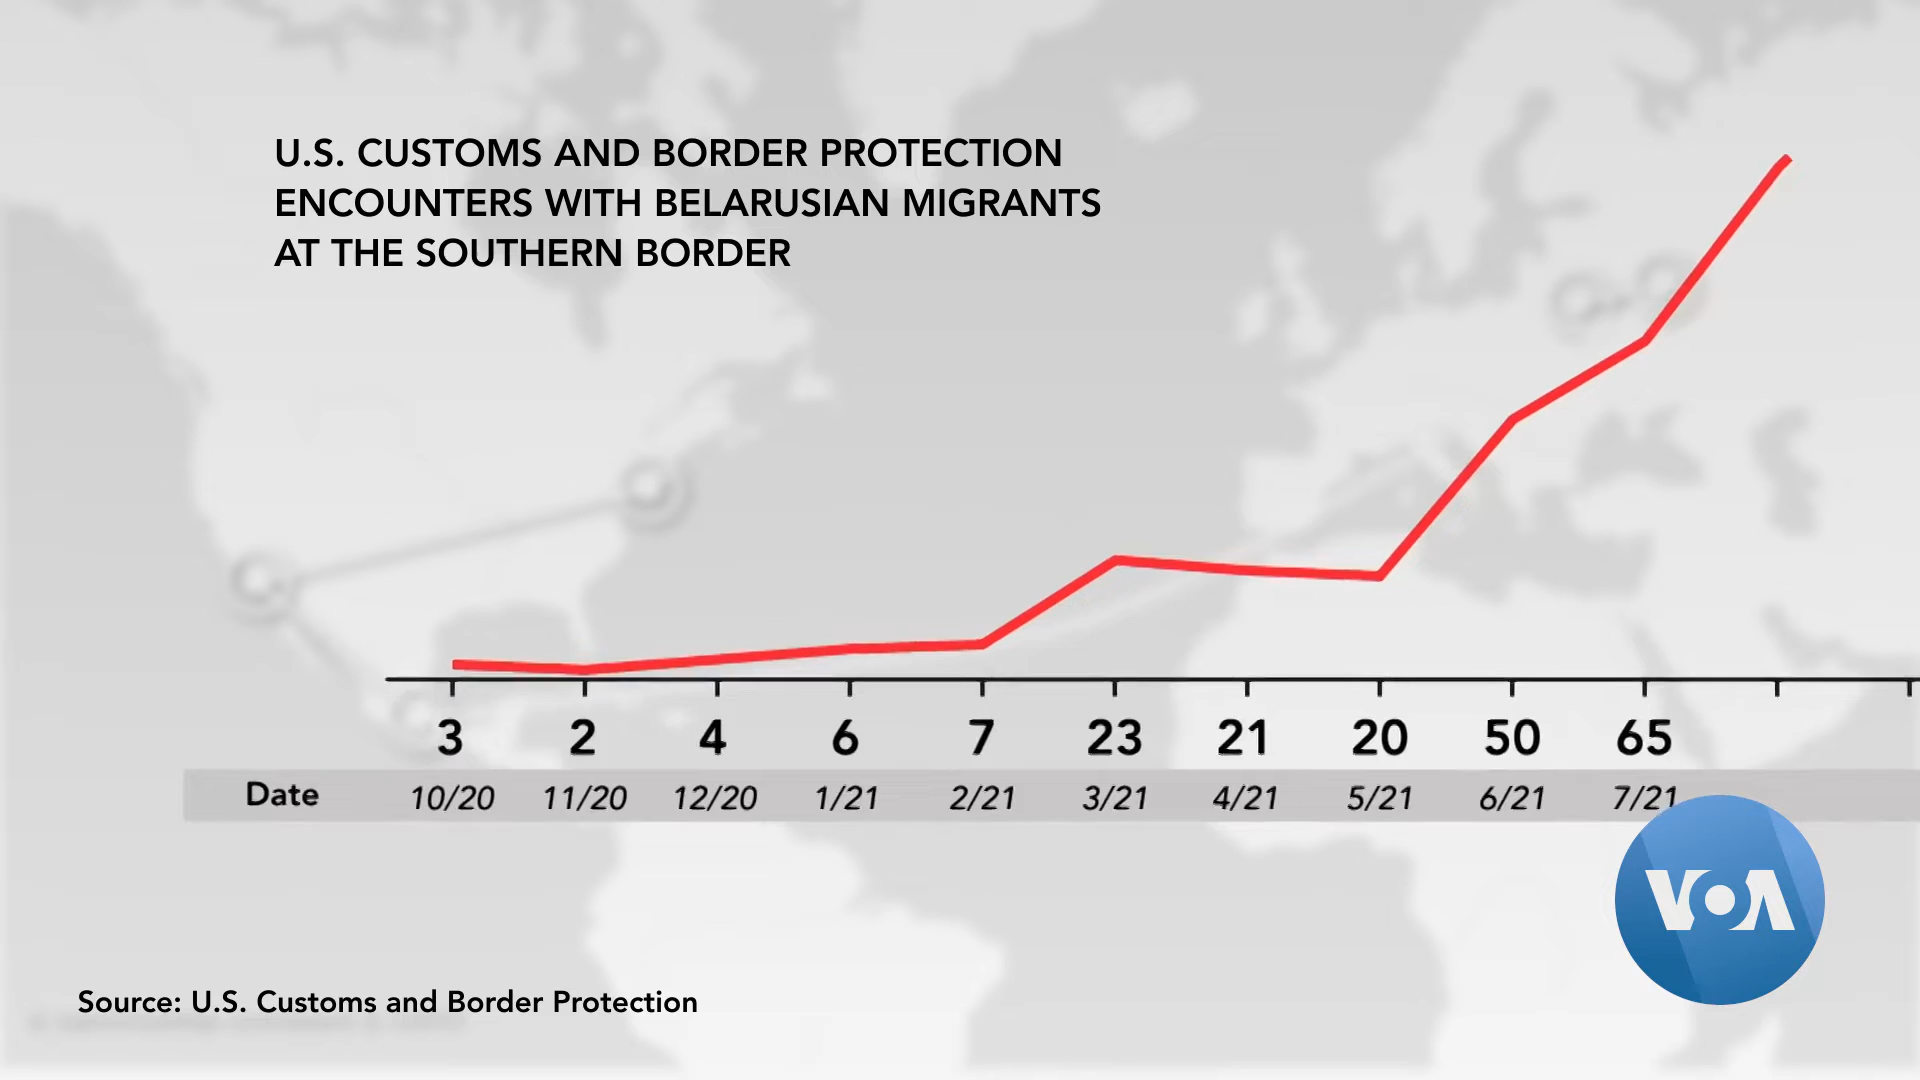 U.S. CUSTOMS AND BORDER PROTECTION
ENCOUNTERS WITH BELARUSIAN MIGRANTS
AT THE SOUTHERN BORDER
3 2 4 6 7 23 21 20 50 65
Date 10/20 11/20 12/20 1/21 2/21 3/21 4/21 5/21 6/21 7/21
VOA
Source: U.S. Customs and Border Protection